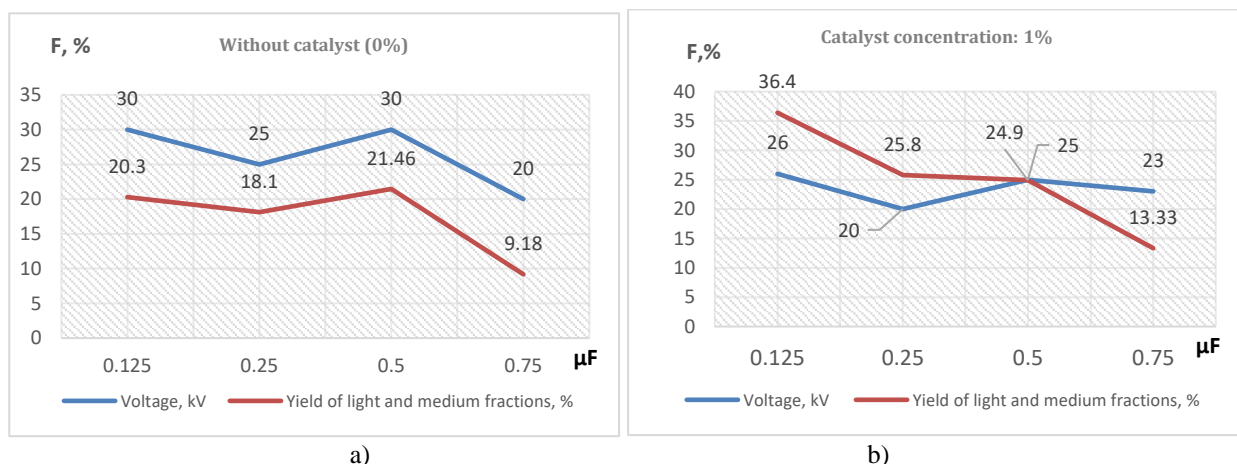 F, %
Without catalyst (0%)
35
30
25
20
15
10
5
0
30
25
30
20
20.3
18.1
21.46
9.18
0.125 0.25 0.5 0.75
µF
Voltage, kV Yield of light and medium fractions, %
a)
F,%
Catalyst concentration: 1%
40
35
30
25
20
15
10
5
0
36.4
26
25.8
20
24.9
25
23
13.33
0.125 0.25 0.5 0.75
µF
Voltage, kV Yield of light and medium fractions, %
b)